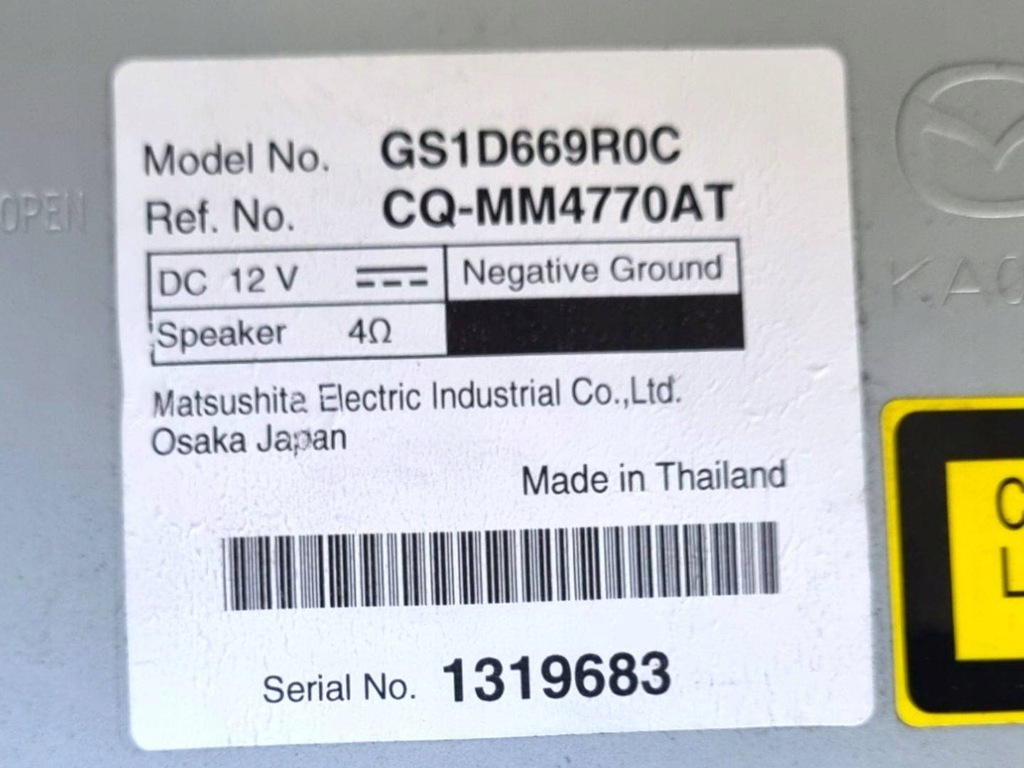 OPEN
Model No. GS1D669R0C
Ref. No. CQ-MM4770AT
DC 12 V Negative Ground
Speaker 4Ω
Matsushita Electric Industrial Co.,Ltd.
Osaka Japan
Made in Thailand
Serial No. 1319683